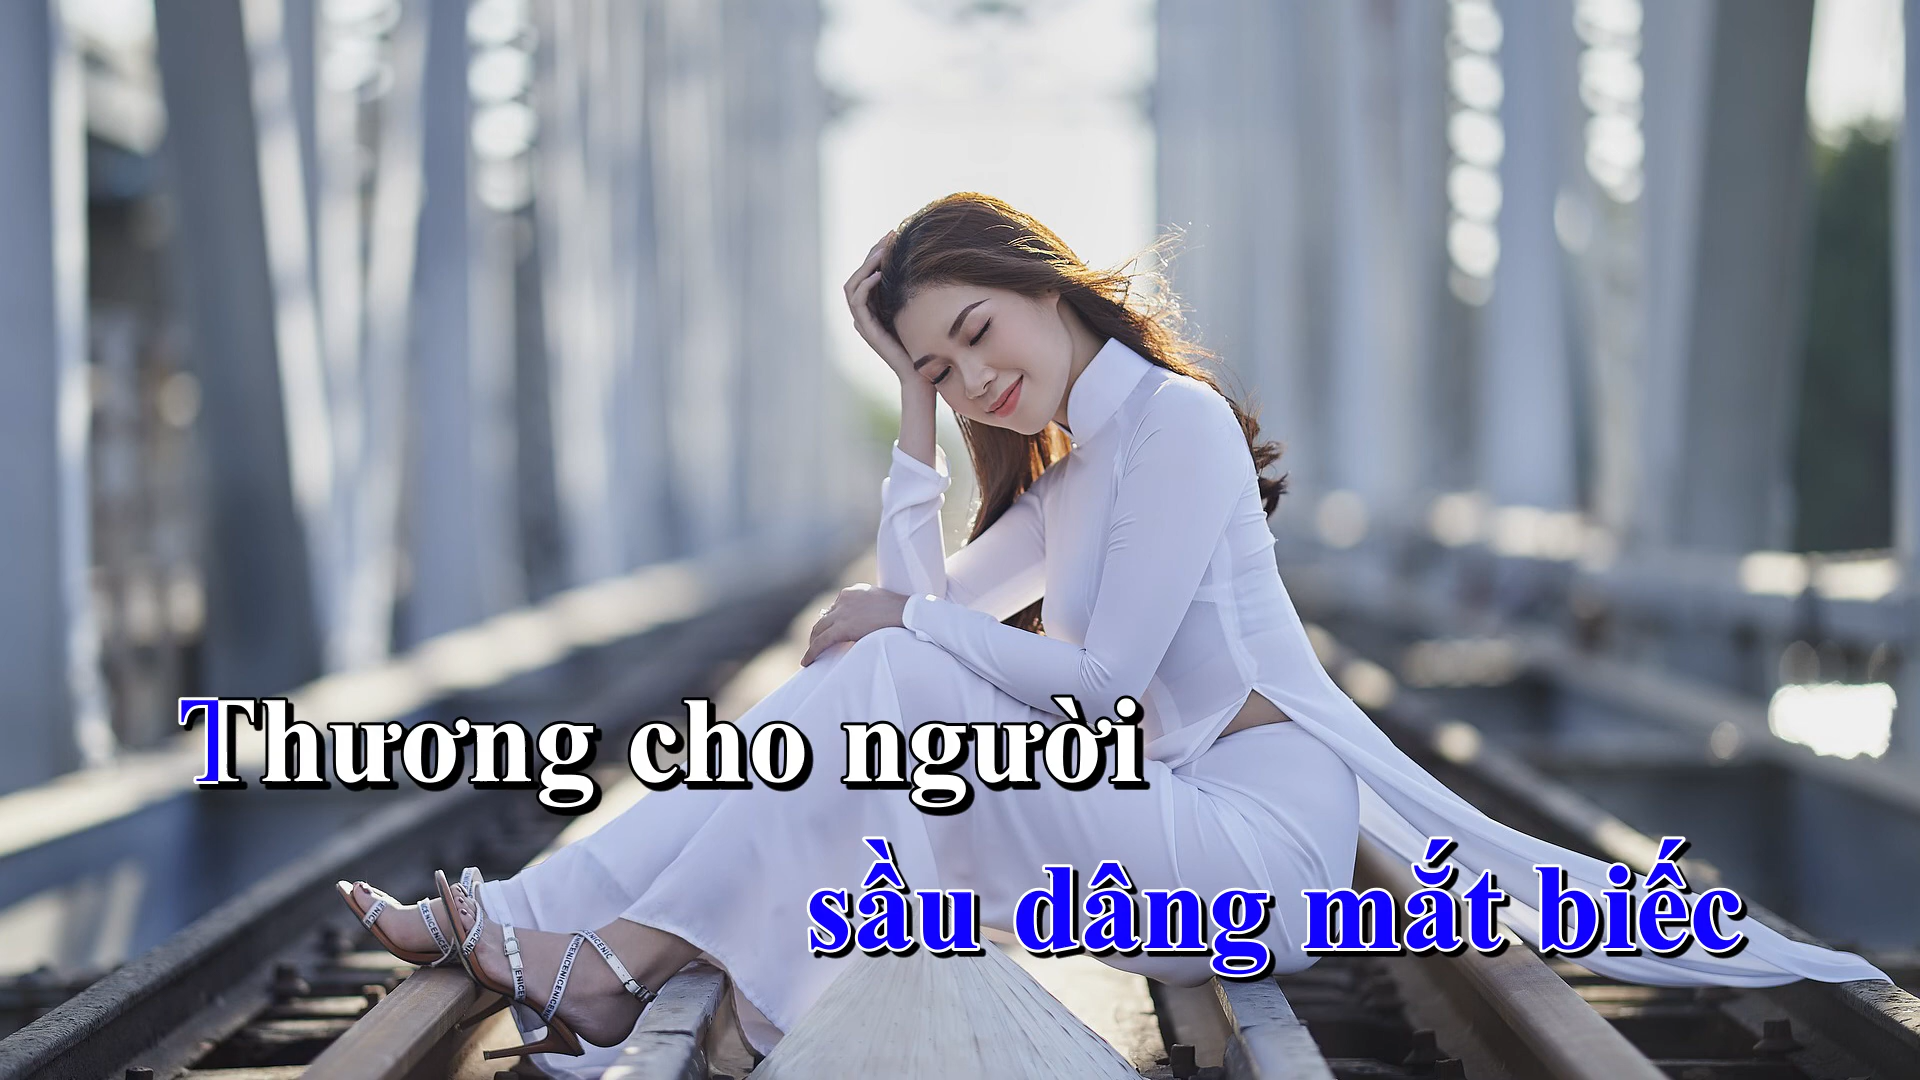 Thương cho người
sầu dâng mắt biếc